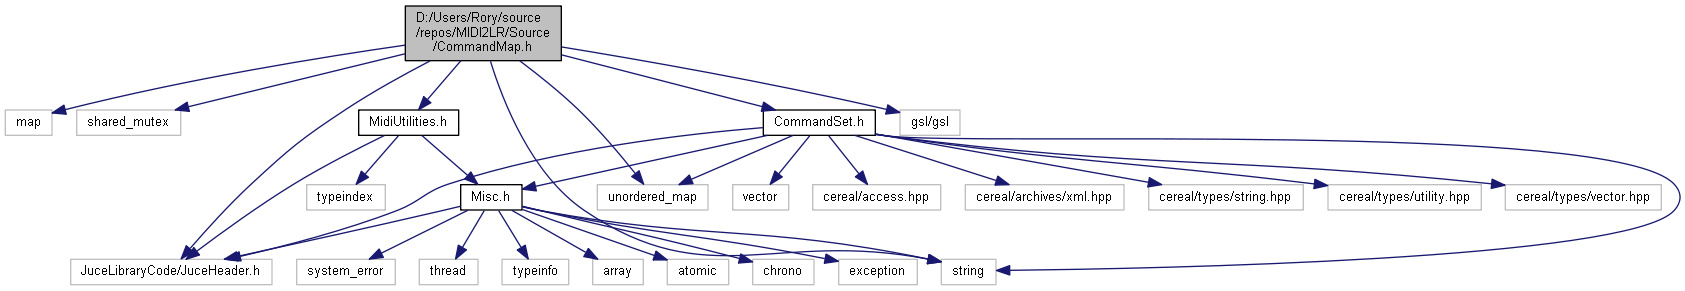 D:/Users/Rory/source
/repos/MIDI2LR/Source
/CommandMap.h
map
shared_mutex
MidiUtilities.h
CommandSet.h
gsl/gsl
typeindex
Misc.h
unordered_map
vector
cereal/access.hpp
cereal/archives/xml.hpp
cereal/types/string.hpp
cereal/types/utility.hpp
cereal/types/vector.hpp
JuceLibraryCode/JuceHeader.h
system_error
thread
typeinfo
array
atomic
chrono
exception
string